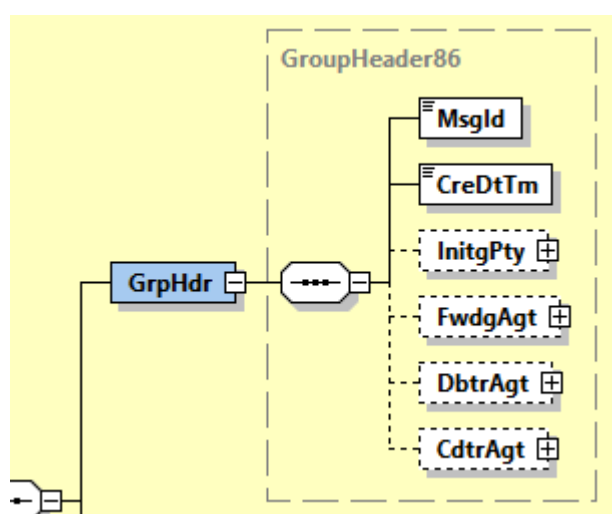 GroupHeader86
MsgId
CreDtTm
InitgPty
GrpHdr
FwdgAgt
DbtrAgt
CdtrAgt